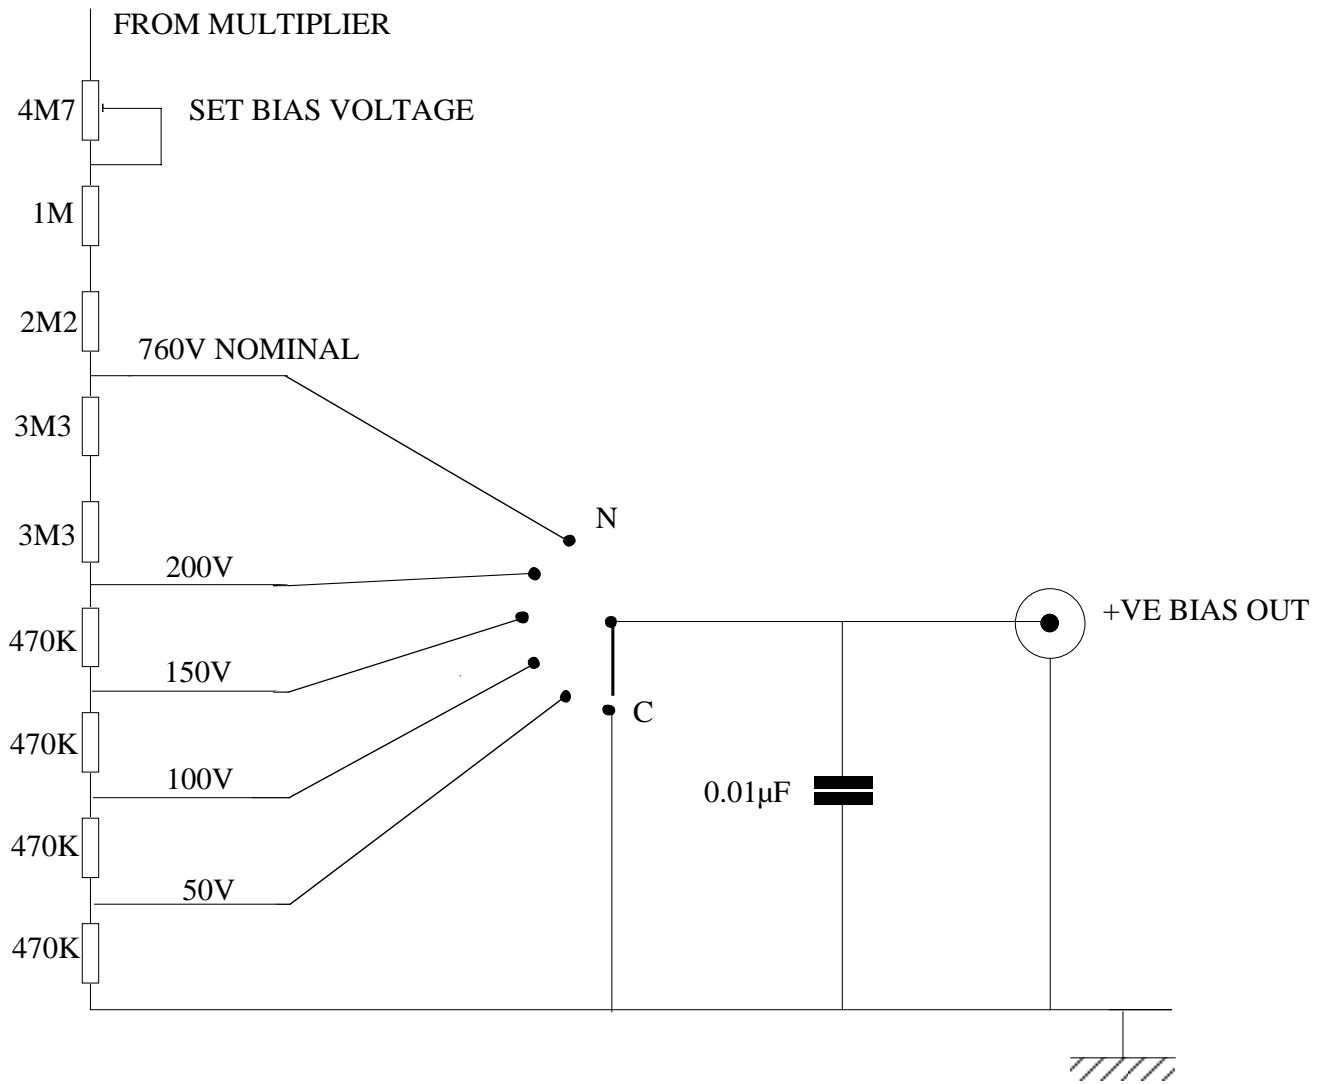 FROM MULTIPLIER
4M7
SET BIAS VOLTAGE
1M
2M2
760V NOMINAL
3M3
N
3M3
200V
+VE BIAS OUT
470K
150V
C
470K
100V
0.01µF
470K
50V
470K